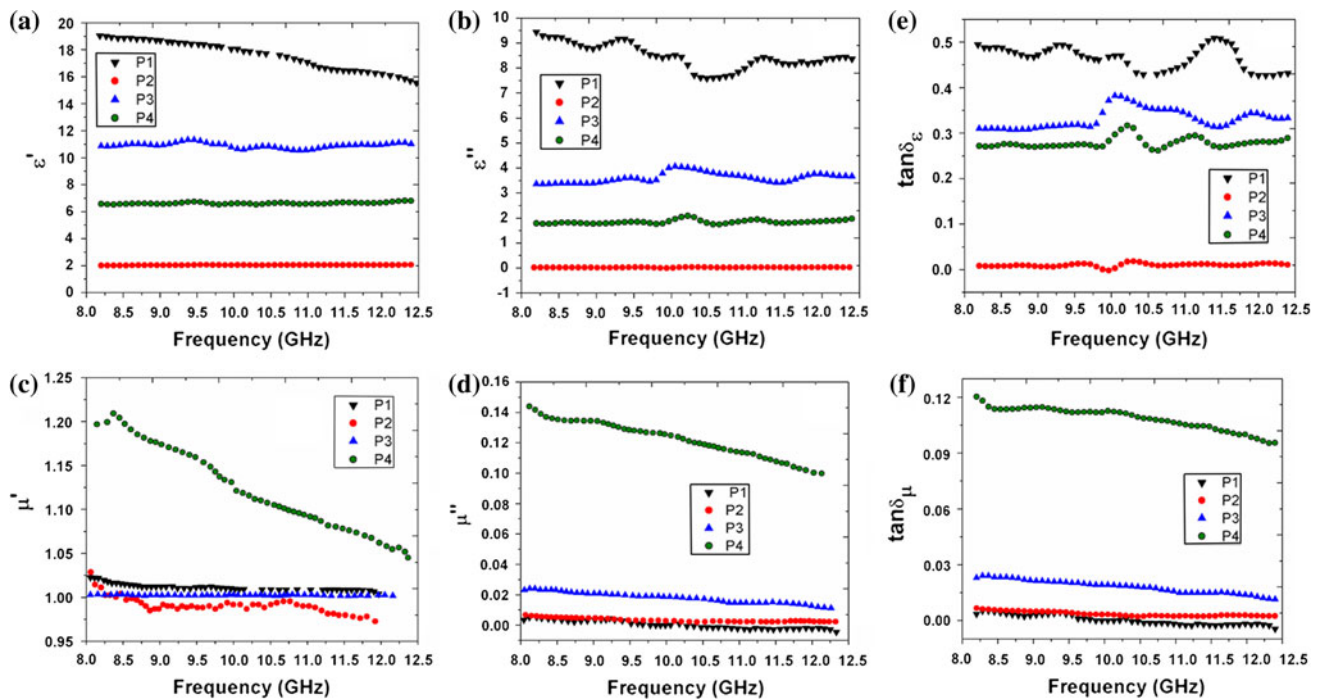 (a)
20
18
16
14
12
10
8
6
4
2
0
ε'
P1
P2
P3
P4
8.0 8.5 9.0 9.5 10.0 10.5 11.0 11.5 12.0 12.5
Frequency (GHz)
(b)
10
9
8
7
6
5
4
3
2
1
0
-1
ε''
P1
P2
P3
P4
8.0 8.5 9.0 9.5 10.0 10.5 11.0 11.5 12.0 12.5
Frequency (GHz)
(e)
0.5
0.4
0.3
0.2
0.1
0.0
tanδε
P1
P2
P3
P4
8.0 8.5 9.0 9.5 10.0 10.5 11.0 11.5 12.0 12.5
Frequency (GHz)
(c)
1.25
1.20
1.15
1.10
1.05
1.00
0.95
μ'
P1
P2
P3
P4
8.0 8.5 9.0 9.5 10.0 10.5 11.0 11.5 12.0 12.5
Frequency (GHz)
(d)
0.16
0.14
0.12
0.10
0.08
0.06
0.04
0.02
0.00
μ''
P1
P2
P3
P4
8.0 8.5 9.0 9.5 10.0 10.5 11.0 11.5 12.0 12.5
Frequency (GHz)
(f)
0.12
0.09
0.06
0.03
0.00
tanδμ
P1
P2
P3
P4
8.0 8.5 9.0 9.5 10.0 10.5 11.0 11.5 12.0 12.5
Frequency (GHz)